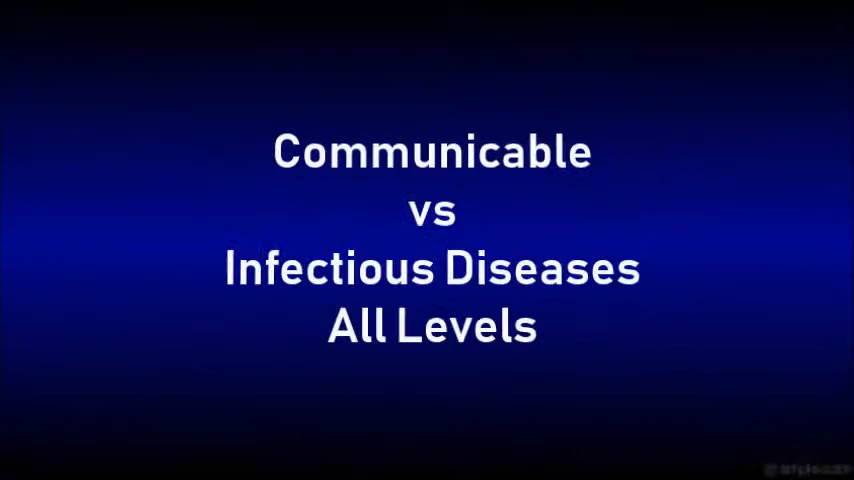 Communicable
vs
Infectious Diseases
All Levels